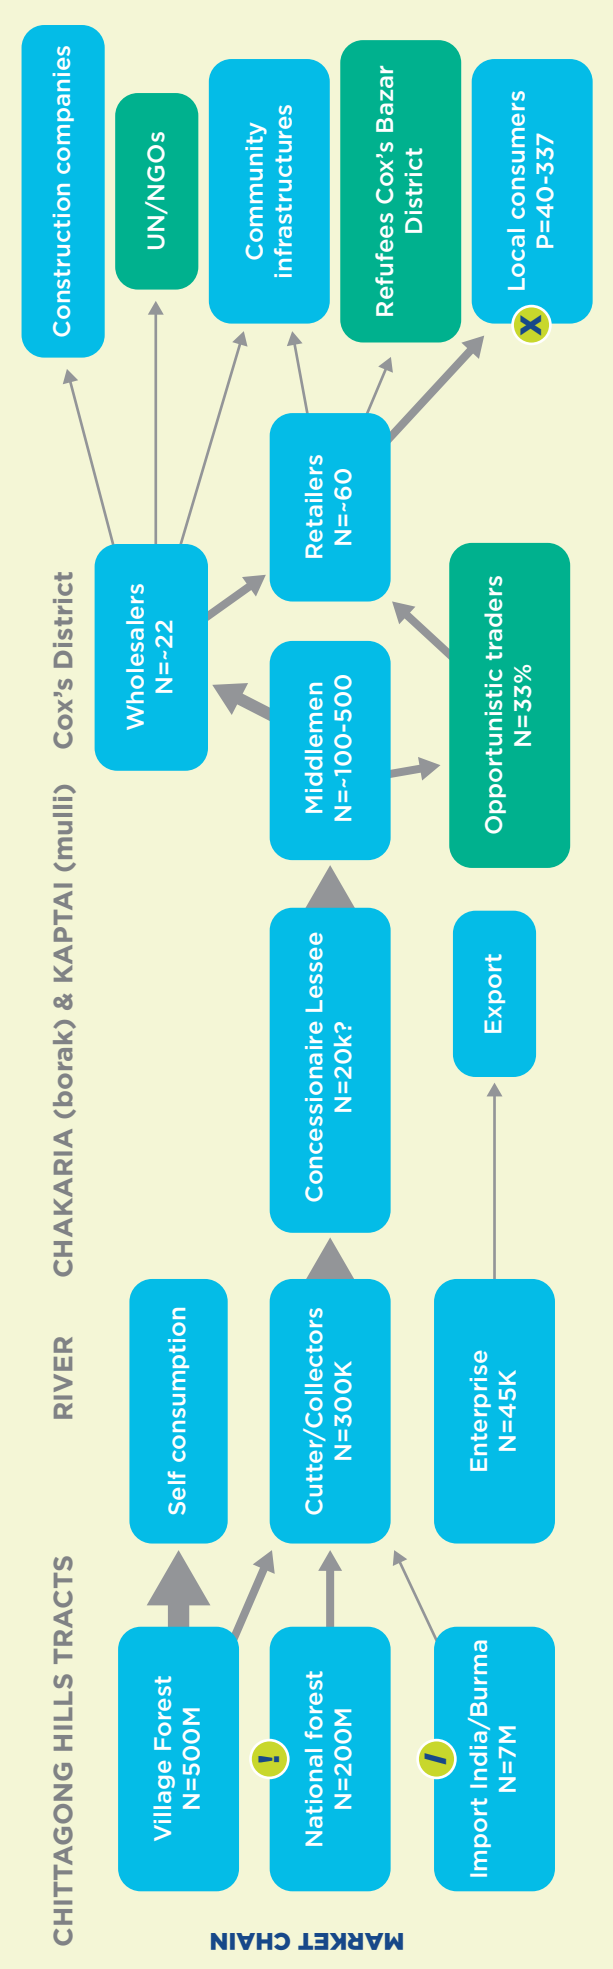 MARKET CHAIN
CHITTAGONG HILLS TRACTS
RIVER
CHAKARIA (borak) & KAPTAI (mulli)
Cox's District
Village Forest
N=500M
!
National forest
N=200M
/
Import India/Burma
N=7M
Self consumption
Cutter/Collectors
N=300K
Enterprise
N=45K
Concessionaire Lessee
N=20k?
Export
Middlemen
N=~100-500
Wholesalers
N=~22
Opportunistic traders
N=33%
Retailers
N=~60
Construction companies
UN/NGOs
Community
infrastructures
Refufees Cox's Bazar
District
X
Local consumers
P=40-337